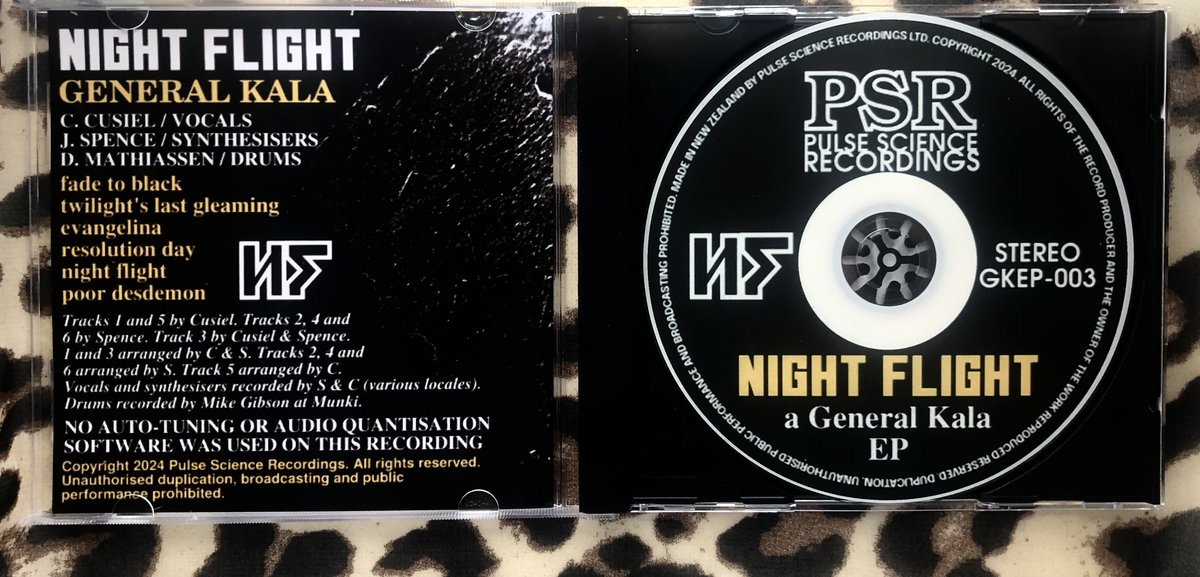 NIGHT FLIGHT
GENERAL KALA
C. CUSIEL / VOCALS
J. SPENCE / SYNTHESISERS
D. MATHIASSEN / DRUMS
fade to black
twilight's last gleaming
evangelina
resolution day
night flight
poor desdemon
NF
Tracks 1 and 5 by Cusiel. Tracks 2, 4 and
6 by Spence. Track 3 by Cusiel & Spence.
1 and 3 arranged by C & S. Tracks 2, 4 and
6 arranged by S. Track 5 arranged by C.
Vocals and synthesisers recorded by S & C (various locales).
Drums recorded by Mike Gibson at Munki.
NO AUTO-TUNING OR AUDIO QUANTISATION
SOFTWARE WAS USED ON THIS RECORDING
Copyright 2024 Pulse Science Recordings. All rights reserved.
Unauthorised duplication, broadcasting and public
performance prohibited.
MADE IN NEW ZEALAND BY PULSE SCIENCE RECORDINGS LTD. COPYRIGHT 2024. ALL RIGHTS OF THE RECORD PRODUCER AND THE OWNER OF THE WORK REPRODUCED RESERVED. DUPLICATION, UNAUTHORISED PUBLIC PERFORMANCE AND BROADCASTING PROHIBITED.
PSR
PULSE SCIENCE
RECORDINGS
NF
STEREO
GKEP-003
NIGHT FLIGHT
a General Kala
EP